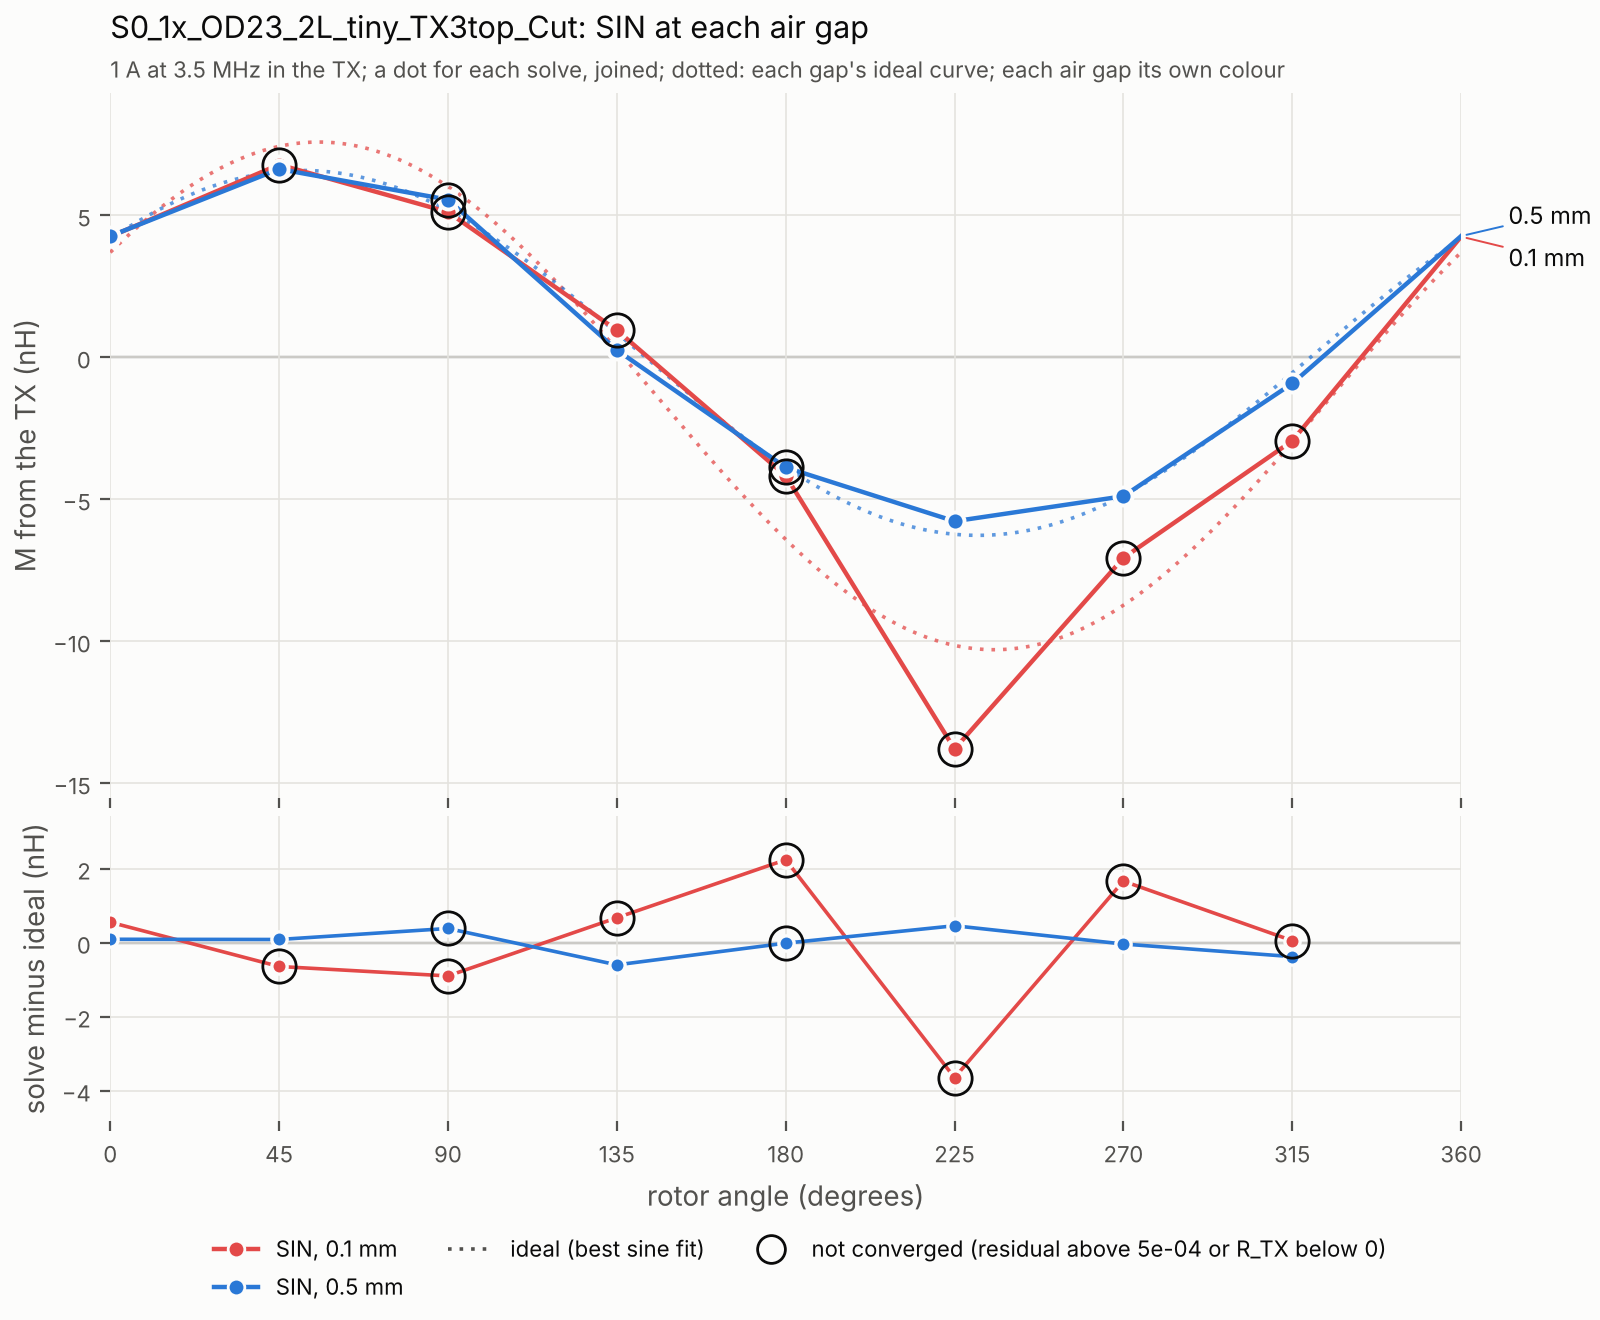 S0_1x_OD23_2L_tiny_TX3top_Cut: SIN at each air gap
1 A at 3.5 MHz in the TX; a dot for each solve, joined; dotted: each gap's ideal curve; each air gap its own colour
M from the TX (nH)
5
0
−5
−10
−15
0.5 mm
0.1 mm
solve minus ideal (nH)
2
0
−2
−4
0 45 90 135 180 225 270 315 360
rotor angle (degrees)
SIN, 0.1 mm ideal (best sine fit) not converged (residual above 5e-04 or R_TX below 0)
SIN, 0.5 mm